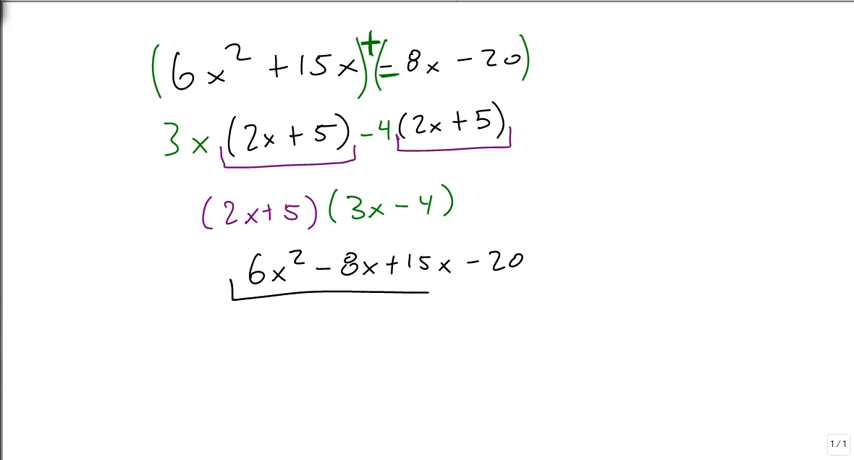 (6x² + 15x) + (- 8x - 20)
3x (2x + 5) - 4 (2x + 5)
(2x + 5) (3x - 4)
6x² - 8x + 15x - 20
1 / 1